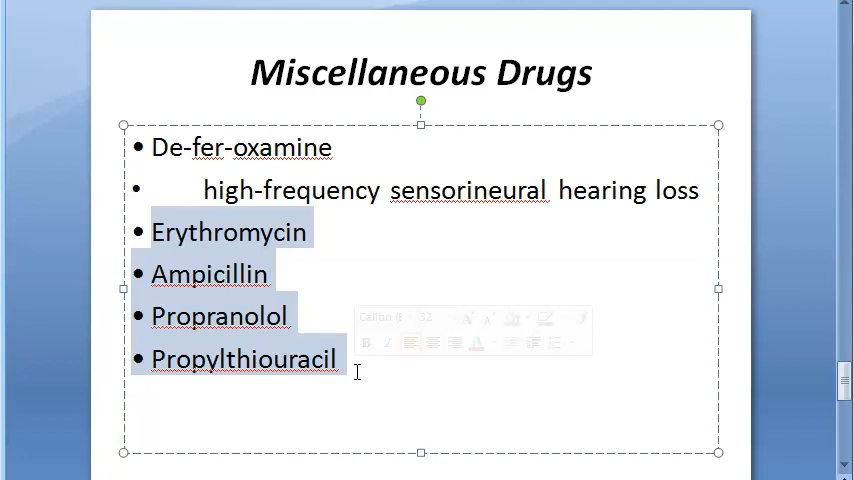 Miscellaneous Drugs
• De-fer-oxamine
• high-frequency sensorineural hearing loss
• Erythromycin
• Ampicillin
• Propranolol
• Propylthiouracil